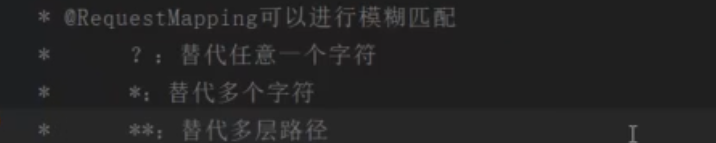 * @RequestMapping可以进行模糊匹配
* ？：替代任意一个字符
* *：替代多个字符
* **：替代多层路径